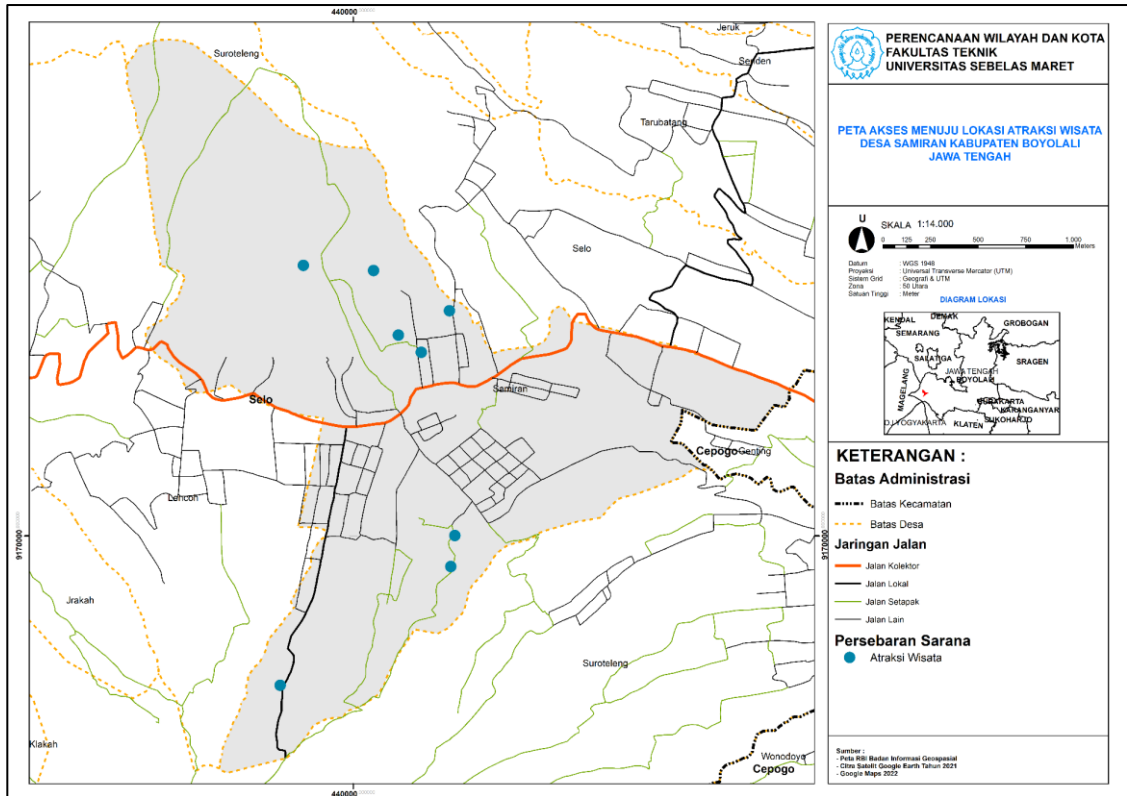 440000
Suroteleng
Jeruk
Senden
Tarubatang
Selo
Samiran
Selo
Cepogo
Genting
Lencoh
9170000
9170000
Jrakah
Suroteleng
Klakah
Wonodoyo
Cepogo
440000
PERENCANAAN WILAYAH DAN KOTA
FAKULTAS TEKNIK
UNIVERSITAS SEBELAS MARET
PETA AKSES MENUJU LOKASI ATRAKSI WISATA
DESA SAMIRAN KABUPATEN BOYOLALI
JAWA TENGAH
U
SKALA 1:14.000
0 125 250 500 750 1.000
Meters
Datum : WGS 1948
Proyeksi : Universal Transverse Mercator (UTM)
Sistem Grid : Geografi & UTM
Zona : 50 Utara
Satuan Tinggi : Meter
DIAGRAM LOKASI
KENDAL
DEMAK
GROBOGAN
SEMARANG
SALATIGA
SRAGEN
JAWA TENGAH
BOYOLALI
MAGELANG
SURAKARTA
KARANGANYAR
SUKOHARJO
D.I YOGYAKARTA
KLATEN
KETERANGAN :
Batas Administrasi
Batas Kecamatan
Batas Desa
Jaringan Jalan
Jalan Kolektor
Jalan Lokal
Jalan Setapak
Jalan Lain
Persebaran Sarana
Atraksi Wisata
Sumber :
- Peta RBI Badan Informasi Geospasial
- Citra Satelit Google Earth Tahun 2021
- Google Maps 2022